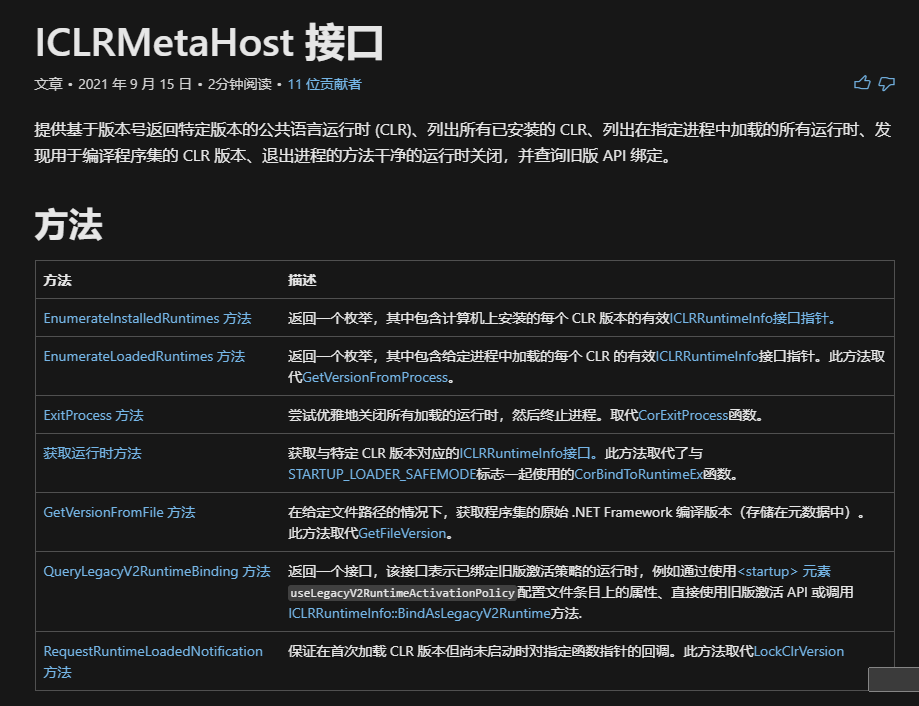 ICLRMetaHost 接口
文章 • 2021 年 9 月 15 日 • 2分钟阅读 • 11 位贡献者
提供基于版本号返回特定版本的公共语言运行时 (CLR)、列出所有已安装的 CLR、列出在指定进程中加载的所有运行时、发
现用于编译程序集的 CLR 版本、退出进程的方法干净的运行时关闭，并查询旧版 API 绑定。
方法
方法 描述
EnumerateInstalledRuntimes 方法 返回一个枚举，其中包含计算机上安装的每个 CLR 版本的有效ICLRRuntimeInfo接口指针。
EnumerateLoadedRuntimes 方法 返回一个枚举，其中包含给定进程中加载的每个 CLR 的有效ICLRRuntimeInfo接口指针。此方法取
代GetVersionFromProcess。
ExitProcess 方法 尝试优雅地关闭所有加载的运行时，然后终止进程。取代CorExitProcess函数。
获取运行时方法 获取与特定 CLR 版本对应的ICLRRuntimeInfo接口。此方法取代了与
STARTUP_LOADER_SAFEMODE标志一起使用的CorBindToRuntimeEx函数。
GetVersionFromFile 方法 在给定文件路径的情况下，获取程序集的原始 .NET Framework 编译版本（存储在元数据中）。
此方法取代GetFileVersion。
QueryLegacyV2RuntimeBinding 方法 返回一个接口，该接口表示已绑定旧版激活策略的运行时，例如通过使用<startup> 元素
useLegacyV2RuntimeActivationPolicy配置文件条目上的属性、直接使用旧版激活 API 或调用
ICLRRuntimeInfo::BindAsLegacyV2Runtime方法.
RequestRuntimeLoadedNotification 保证在首次加载 CLR 版本但尚未启动时对指定函数指针的回调。此方法取代LockClrVersion
方法